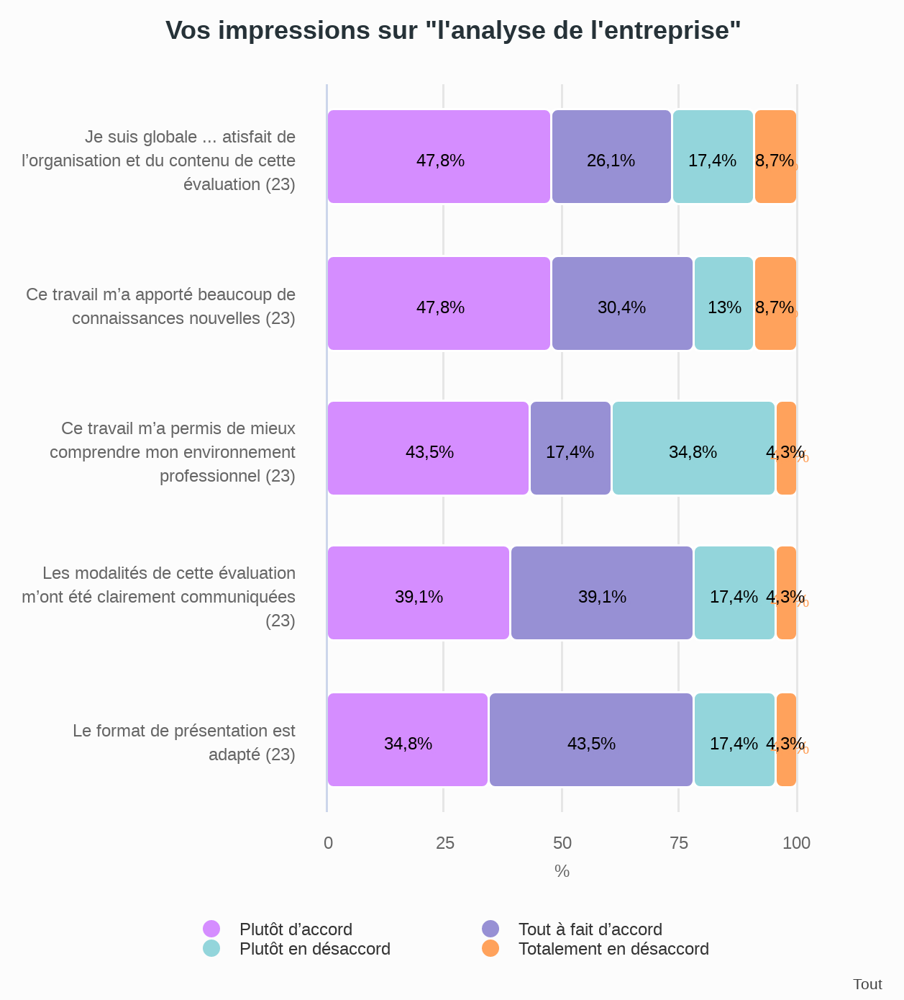 Vos impressions sur "l'analyse de l'entreprise"
Je suis globale ... atisfait de
l’organisation et du contenu de cette
évaluation (23)
47,8%
26,1%
17,4%
8,7%
Ce travail m’a apporté beaucoup de
connaissances nouvelles (23)
47,8%
30,4%
13%
8,7%
Ce travail m’a permis de mieux
comprendre mon environnement
professionnel (23)
43,5%
17,4%
34,8%
4,3%
Les modalités de cette évaluation
m’ont été clairement communiquées
(23)
39,1%
39,1%
17,4%
4,3%
Le format de présentation est
adapté (23)
34,8%
43,5%
17,4%
4,3%
0 25 50 75 100
%
Plutôt d’accord
Tout à fait d’accord
Plutôt en désaccord
Totalement en désaccord
Tout